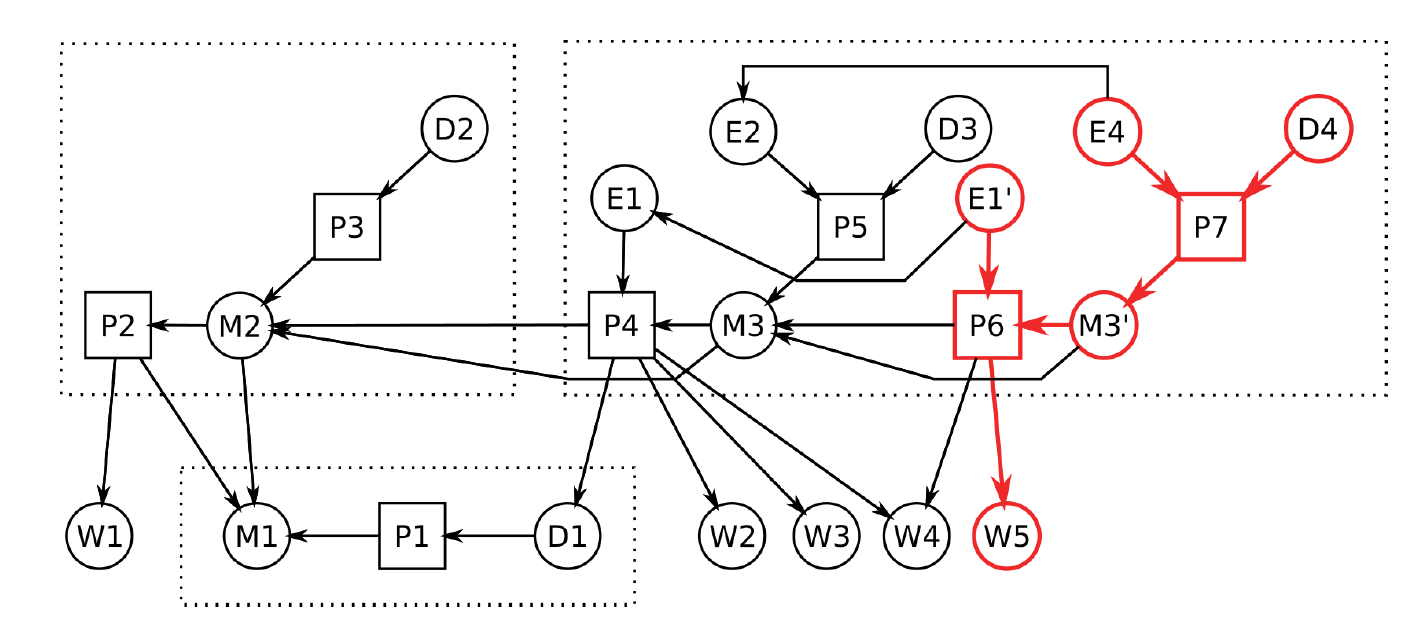 D2 E2 D3 E4 D4
P3 E1 P5 E1' P7
P2 M2 P4 M3 P6 M3'
W1 M1 P1 D1 W2 W3 W4 W5